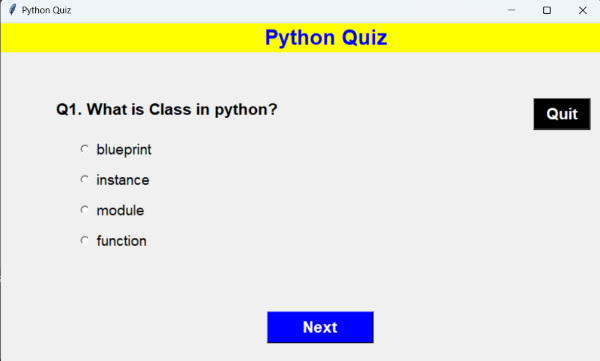 Python Quiz
Python Quiz
Q1. What is Class in python?
Quit
blueprint
instance
module
function
Next